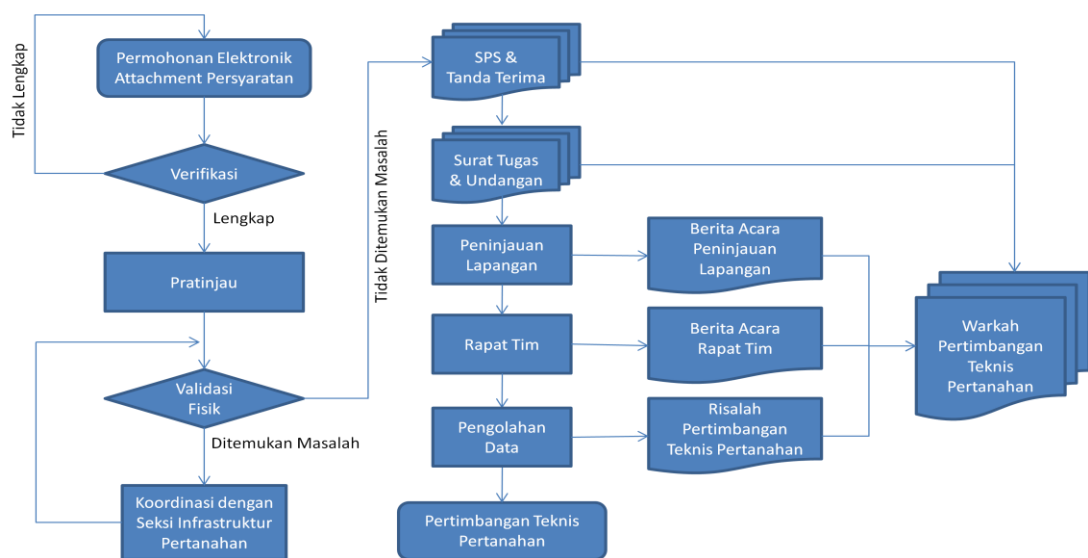 Permohonan Elektronik
Attachment Persyaratan
Tidak Lengkap
Verifikasi
Lengkap
Pratinjau
Validasi
Fisik
Ditemukan Masalah
Koordinasi dengan
Seksi Infrastruktur
Pertanahan
Tidak Ditemukan Masalah
SPS &
Tanda Terima
Surat Tugas
& Undangan
Peninjauan
Lapangan
Berita Acara
Peninjauan
Lapangan
Rapat Tim
Berita Acara
Rapat Tim
Pengolahan
Data
Risalah
Pertimbangan
Teknis Pertanahan
Pertimbangan Teknis
Pertanahan
Warkah
Pertimbangan
Teknis
Pertanahan